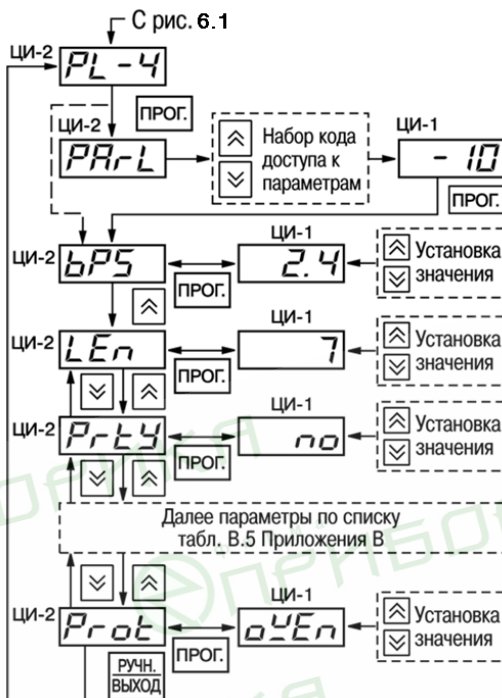 С рис. 6.1
ЦИ-2
PL-4
ПРОГ.
ЦИ-2
PArL
Набор кода
доступа к
параметрам
ЦИ-1
-10
ПРОГ.
ЦИ-2
bPS
ПРОГ.
ЦИ-1
2.4
Установка
значения
ЦИ-2
LEn
ПРОГ.
ЦИ-1
7
Установка
значения
ЦИ-2
PrtY
ПРОГ.
ЦИ-1
no
Установка
значения
Далее параметры по списку
табл. В.5 Приложения В
ЦИ-2
Prot
РУЧН.
ВЫХОД
ПРОГ.
ЦИ-1
oYEn
Установка
значения
ПРИБОРИКА